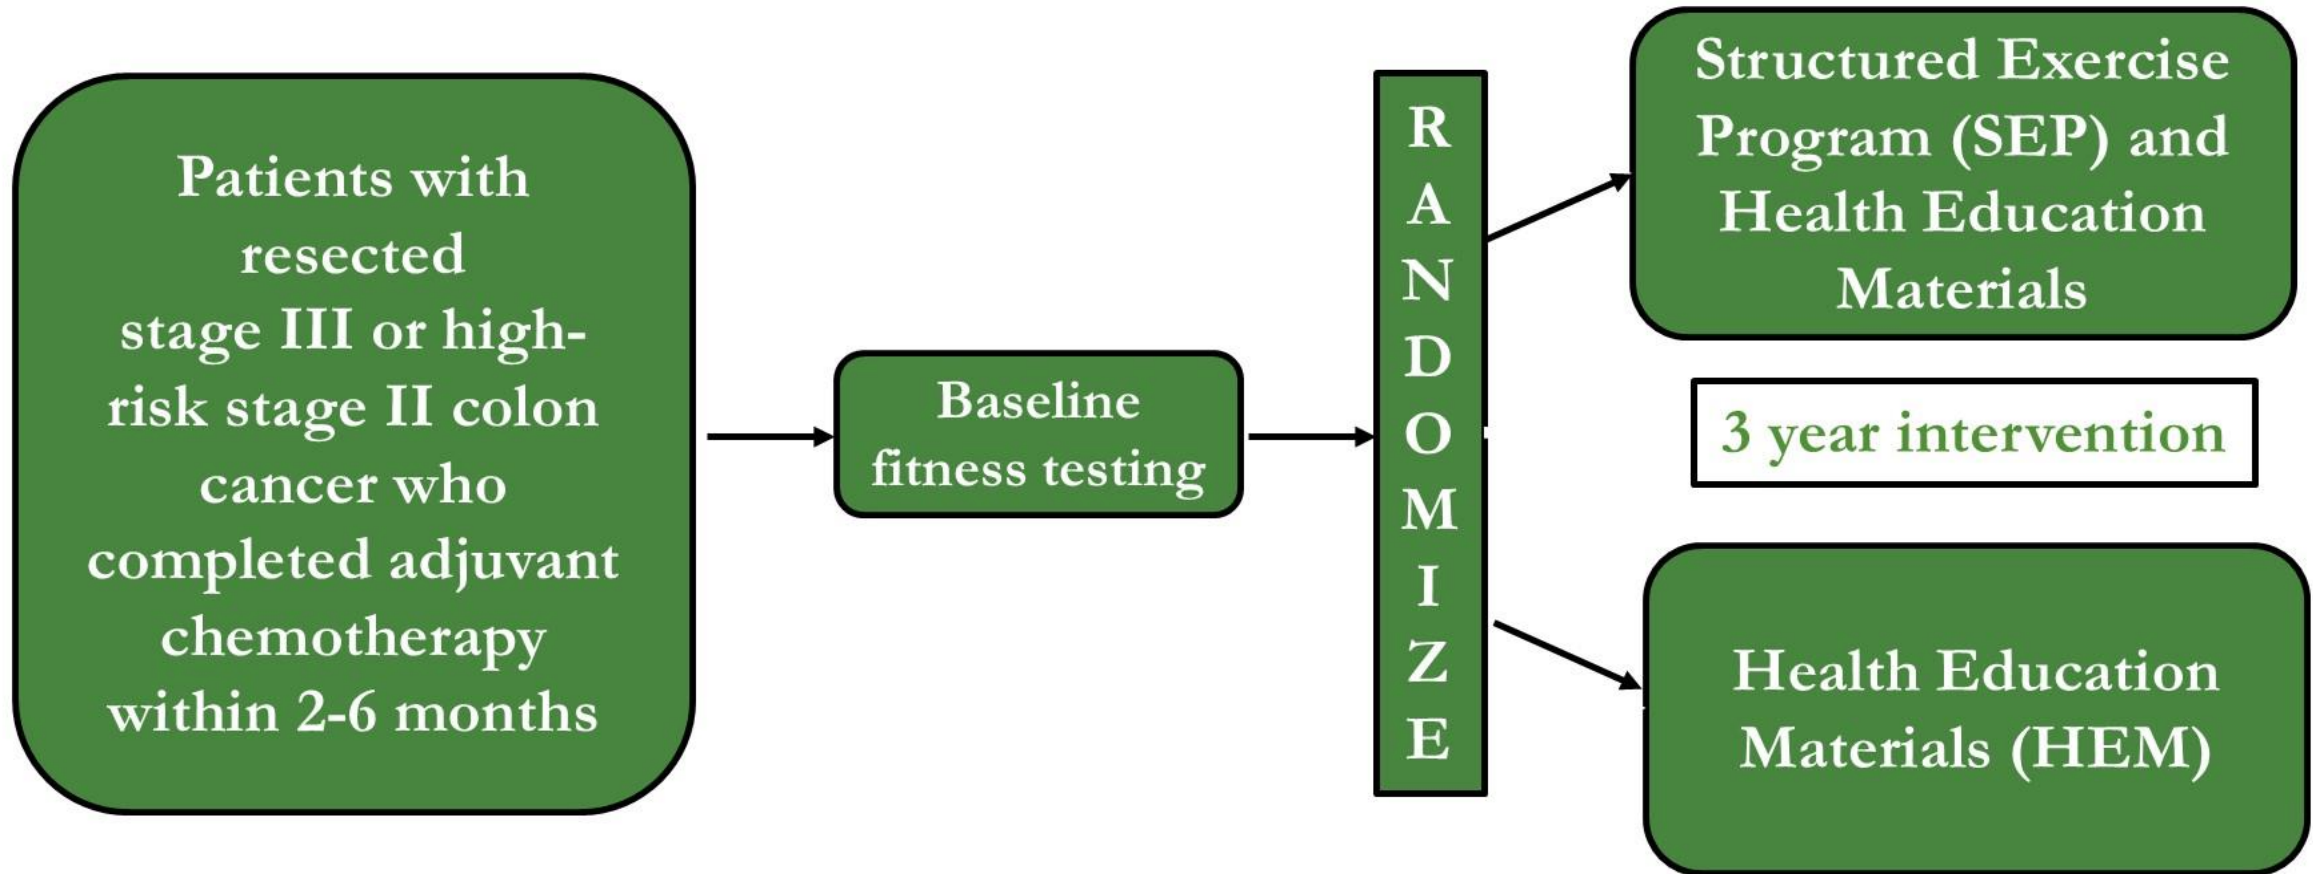 Patients with
resected
stage III or high-
risk stage II colon
cancer who
completed adjuvant
chemotherapy
within 2-6 months
Baseline
fitness testing
R
A
N
D
O
M
I
Z
E
Structured Exercise
Program (SEP) and
Health Education
Materials
3 year intervention
Health Education
Materials (HEM)